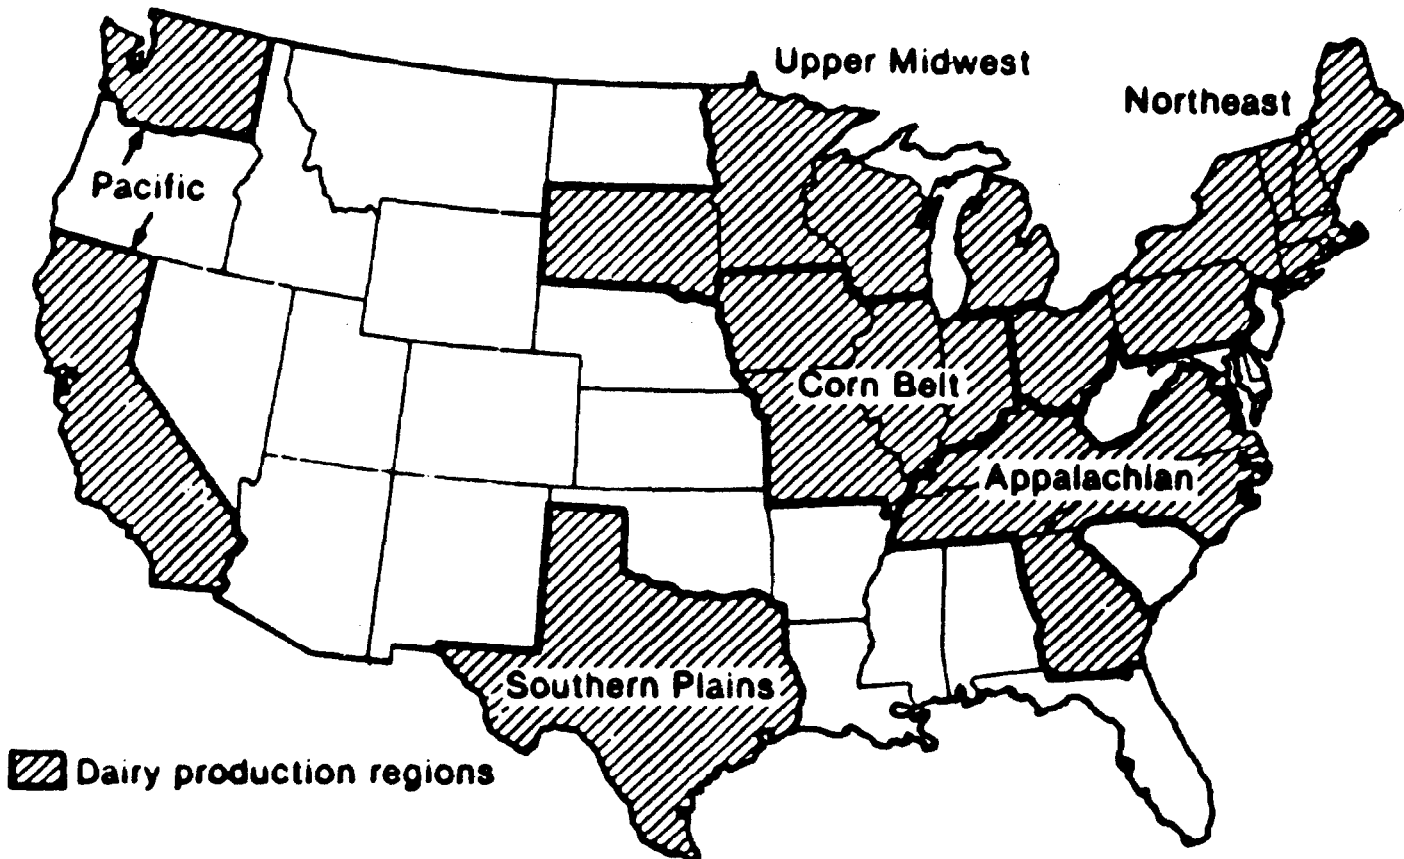 Upper Midwest
Northeast
Pacific
Corn Belt
Appalachian
Southern Plains
Dairy production regions